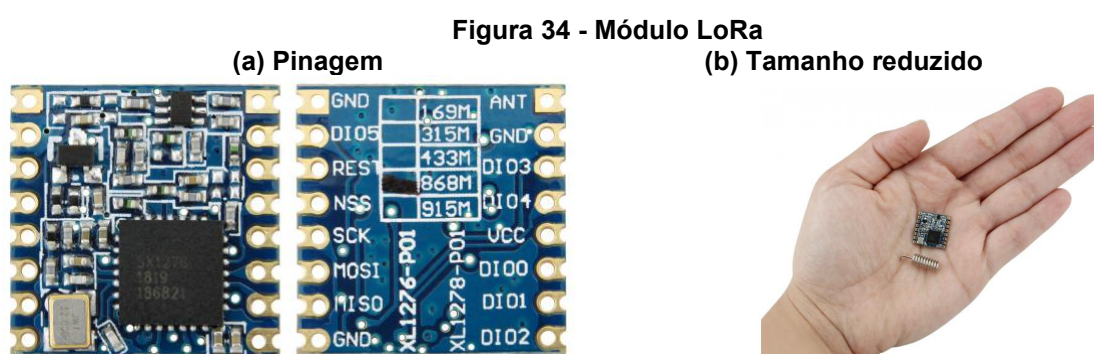 Figura 34 - Módulo LoRa
(a) Pinagem
(b) Tamanho reduzido
SX1276
1819
186821
GND
DIO5
REST
NSS
SCK
MOSI
MISO
GND
169M
315M
433M
868M
915M
XL1276-P01
XL1278-P01
ANT
GND
DIO3
DIO4
VCC
DIO0
DIO1
DIO2